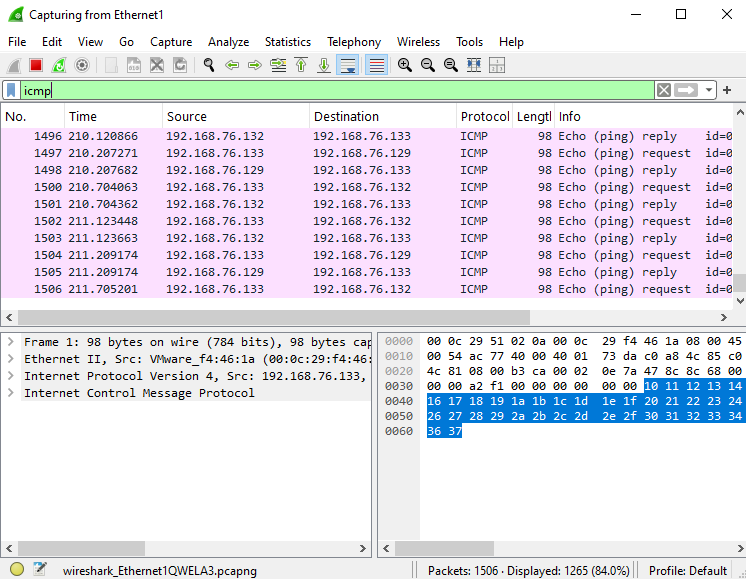 Capturing from Ethernet1
File Edit View Go Capture Analyze Statistics Telephony Wireless Tools Help
icmp
No. Time Source Destination Protocol Lengtl Info
1496 210.120866 192.168.76.132 192.168.76.133 ICMP 98 Echo (ping) reply id=0
1497 210.207271 192.168.76.133 192.168.76.129 ICMP 98 Echo (ping) request id=0
1498 210.207682 192.168.76.129 192.168.76.133 ICMP 98 Echo (ping) reply id=0
1500 210.704063 192.168.76.133 192.168.76.132 ICMP 98 Echo (ping) request id=0
1501 210.704362 192.168.76.132 192.168.76.133 ICMP 98 Echo (ping) reply id=0
1502 211.123448 192.168.76.133 192.168.76.132 ICMP 98 Echo (ping) request id=0
1503 211.123663 192.168.76.132 192.168.76.133 ICMP 98 Echo (ping) reply id=0
1504 211.209174 192.168.76.133 192.168.76.129 ICMP 98 Echo (ping) request id=0
1505 211.209174 192.168.76.129 192.168.76.133 ICMP 98 Echo (ping) reply id=0
1506 211.705201 192.168.76.133 192.168.76.132 ICMP 98 Echo (ping) request id=0
Frame 1: 98 bytes on wire (784 bits), 98 bytes cap
Ethernet II, Src: VMware_f4:46:1a (00:0c:29:f4:46:
Internet Protocol Version 4, Src: 192.168.76.133,
Internet Control Message Protocol
0000 00 0c 29 51 02 0a 00 0c 29 f4 46 1a 08 00 45
0010 00 54 ac 77 40 00 40 01 73 da c0 a8 4c 85 c0
0020 4c 81 08 00 b3 ca 00 02 0e 7a 47 8c 8c 68 00
0030 00 00 a2 f1 00 00 00 00 00 00 10 11 12 13 14
0040 16 17 18 19 1a 1b 1c 1d 1e 1f 20 21 22 23 24
0050 26 27 28 29 2a 2b 2c 2d 2e 2f 30 31 32 33 34
0060 36 37
wireshark_Ethernet1QWELA3.pcapng Packets: 1506 · Displayed: 1265 (84.0%) Profile: Default